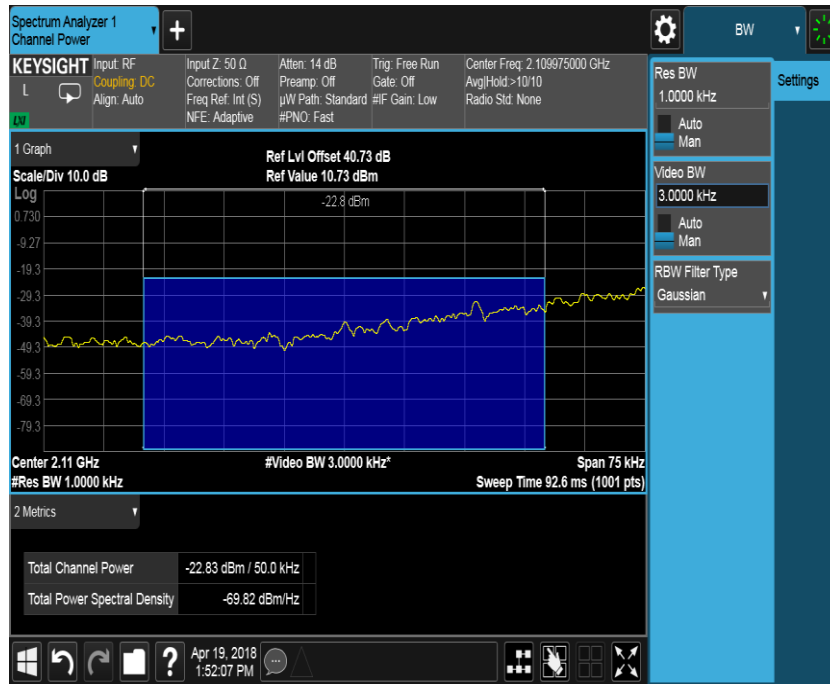 Spectrum Analyzer 1
Channel Power
+
BW
KEYSIGHT
L
LXI
Input: RF
Coupling: DC
Align: Auto
Input Z: 50 Ω
Corrections: Off
Freq Ref: Int (S)
NFE: Adaptive
Atten: 14 dB
Preamp: Off
µW Path: Standard
#PNO: Fast
Trig: Free Run
Gate: Off
#IF Gain: Low
Center Freq: 2.109975000 GHz
Avg|Hold:>10/10
Radio Std: None
Res BW
1.0000 kHz
Auto
Man
Video BW
3.0000 kHz
Auto
Man
RBW Filter Type
Gaussian
Settings
1 Graph
Scale/Div 10.0 dB
Ref Lvl Offset 40.73 dB
Ref Value 10.73 dBm
Log
-22.8 dBm
0.730
-9.27
-19.3
-29.3
-39.3
-49.3
-59.3
-69.3
-79.3
Center 2.11 GHz
#Video BW 3.0000 kHz*
Span 75 kHz
#Res BW 1.0000 kHz
Sweep Time 92.6 ms (1001 pts)
2 Metrics
Total Channel Power -22.83 dBm / 50.0 kHz
Total Power Spectral Density -69.82 dBm/Hz
?
Apr 19, 2018
1:52:07 PM